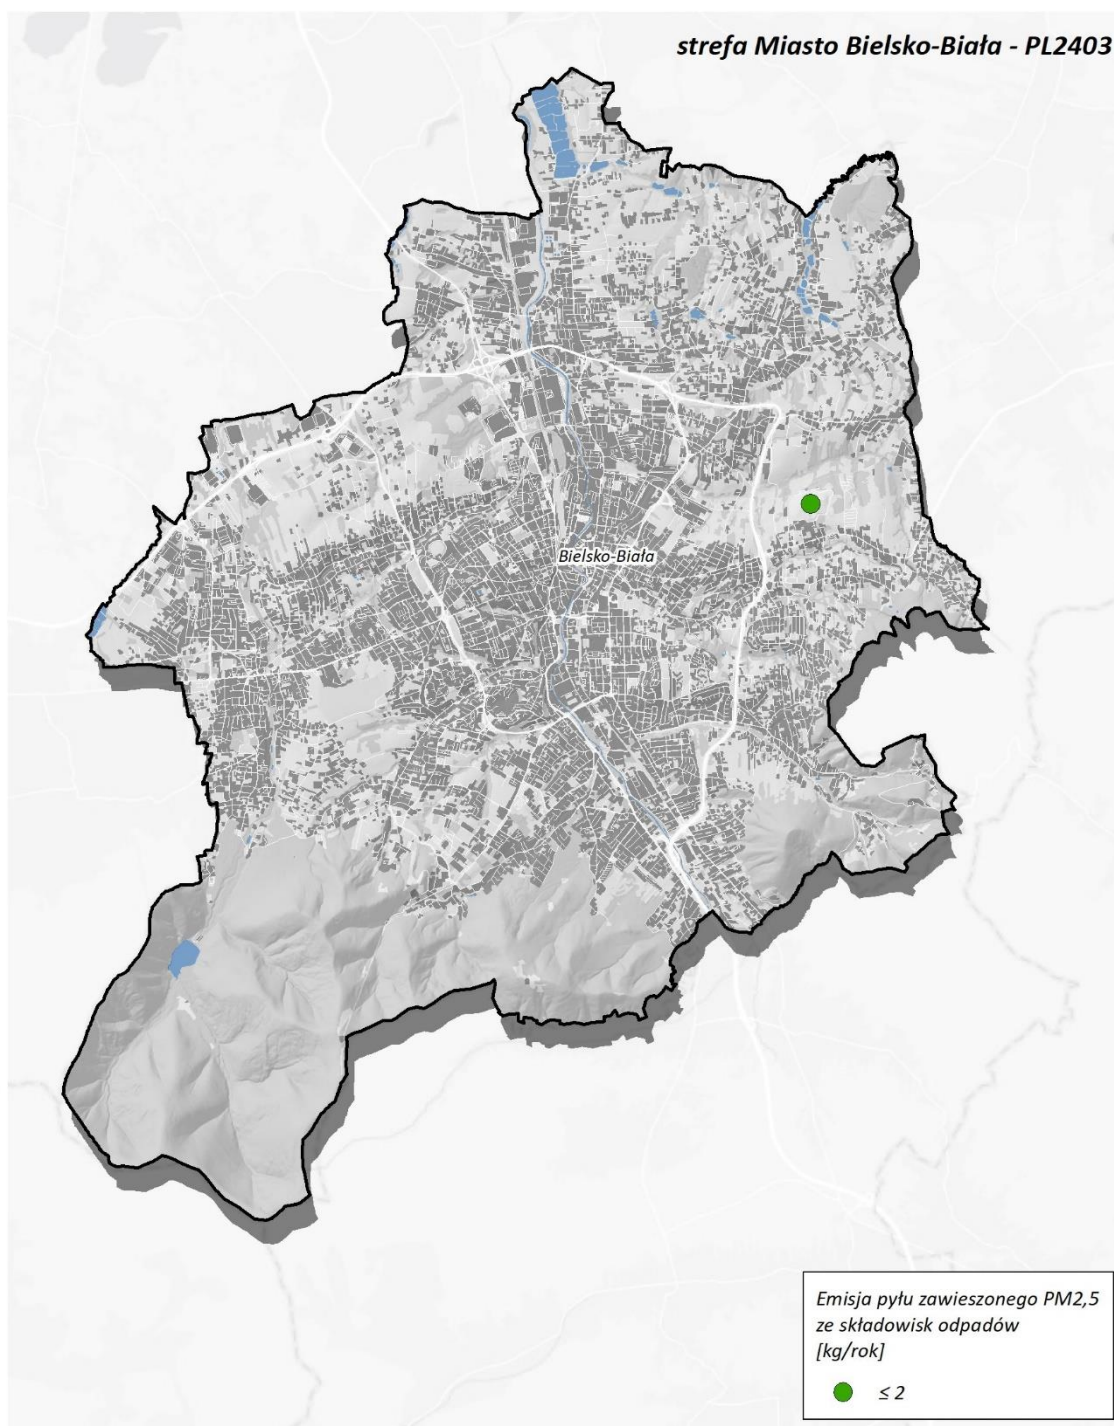 strefa Miasto Bielsko-Biała - PL2403
Bielsko-Biała
Emisja pyłu zawieszonego PM2,5
ze składowisk odpadów
[kg/rok]
≤ 2